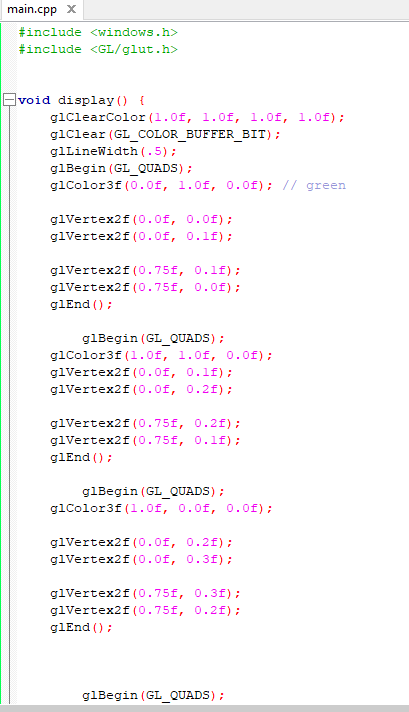 main.cpp X
#include <windows.h>
#include <GL/glut.h>
void display() {
glClearColor(1.0f, 1.0f, 1.0f, 1.0f);
glClear(GL_COLOR_BUFFER_BIT);
glLineWidth(.5);
glBegin(GL_QUADS);
glColor3f(0.0f, 1.0f, 0.0f); // green
glVertex2f(0.0f, 0.0f);
glVertex2f(0.0f, 0.1f);
glVertex2f(0.75f, 0.1f);
glVertex2f(0.75f, 0.0f);
glEnd();
glBegin(GL_QUADS);
glColor3f(1.0f, 1.0f, 0.0f);
glVertex2f(0.0f, 0.1f);
glVertex2f(0.0f, 0.2f);
glVertex2f(0.75f, 0.2f);
glVertex2f(0.75f, 0.1f);
glEnd();
glBegin(GL_QUADS);
glColor3f(1.0f, 0.0f, 0.0f);
glVertex2f(0.0f, 0.2f);
glVertex2f(0.0f, 0.3f);
glVertex2f(0.75f, 0.3f);
glVertex2f(0.75f, 0.2f);
glEnd();
glBegin(GL_QUADS);